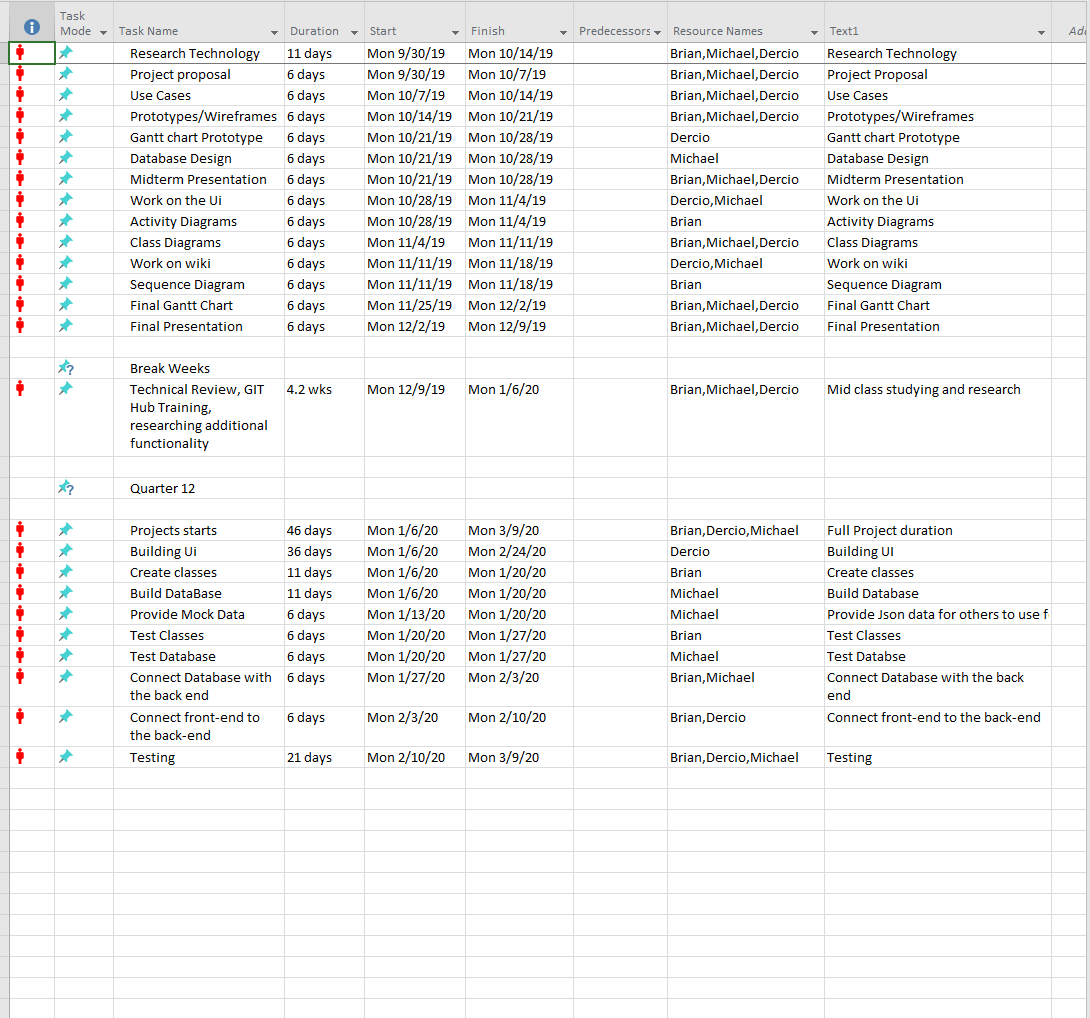 Task Mode Task Name Duration Start Finish Predecessors Resource Names Text1
Research Technology 11 days Mon 9/30/19 Mon 10/14/19 Brian,Michael,Dercio Research Technology
Project proposal 6 days Mon 9/30/19 Mon 10/7/19 Brian,Michael,Dercio Project Proposal
Use Cases 6 days Mon 10/7/19 Mon 10/14/19 Brian,Michael,Dercio Use Cases
Prototypes/Wireframes 6 days Mon 10/14/19 Mon 10/21/19 Brian,Michael,Dercio Prototypes/Wireframes
Gantt chart Prototype 6 days Mon 10/21/19 Mon 10/28/19 Dercio Gantt chart Prototype
Database Design 6 days Mon 10/21/19 Mon 10/28/19 Michael Database Design
Midterm Presentation 6 days Mon 10/21/19 Mon 10/28/19 Brian,Michael,Dercio Midterm Presentation
Work on the Ui 6 days Mon 10/28/19 Mon 11/4/19 Dercio,Michael Work on the Ui
Activity Diagrams 6 days Mon 10/28/19 Mon 11/4/19 Brian Activity Diagrams
Class Diagrams 6 days Mon 11/4/19 Mon 11/11/19 Brian,Michael,Dercio Class Diagrams
Work on wiki 6 days Mon 11/11/19 Mon 11/18/19 Dercio,Michael Work on wiki
Sequence Diagram 6 days Mon 11/11/19 Mon 11/18/19 Brian Sequence Diagram
Final Gantt Chart 6 days Mon 11/25/19 Mon 12/2/19 Brian,Michael,Dercio Final Gantt Chart
Final Presentation 6 days Mon 12/2/19 Mon 12/9/19 Brian,Michael,Dercio Final Presentation
Break Weeks
Technical Review, GIT 4.2 wks Mon 12/9/19 Mon 1/6/20 Brian,Michael,Dercio Mid class studying and research
Hub Training,
researching additional
functionality
Quarter 12
Projects starts 46 days Mon 1/6/20 Mon 3/9/20 Brian,Dercio,Michael Full Project duration
Building Ui 36 days Mon 1/6/20 Mon 2/24/20 Dercio Building UI
Create classes 11 days Mon 1/6/20 Mon 1/20/20 Brian Create classes
Build DataBase 11 days Mon 1/6/20 Mon 1/20/20 Michael Build Database
Provide Mock Data 6 days Mon 1/13/20 Mon 1/20/20 Michael Provide Json data for others to use
Test Classes 6 days Mon 1/20/20 Mon 1/27/20 Brian Test Classes
Test Database 6 days Mon 1/20/20 Mon 1/27/20 Michael Test Databse
Connect Database with 6 days Mon 1/27/20 Mon 2/3/20 Brian,Michael Connect Database with the back
the back end end
Connect front-end to 6 days Mon 2/3/20 Mon 2/10/20 Brian,Dercio Connect front-end to the back-end
the back-end
Testing 21 days Mon 2/10/20 Mon 3/9/20 Brian,Dercio,Michael Testing